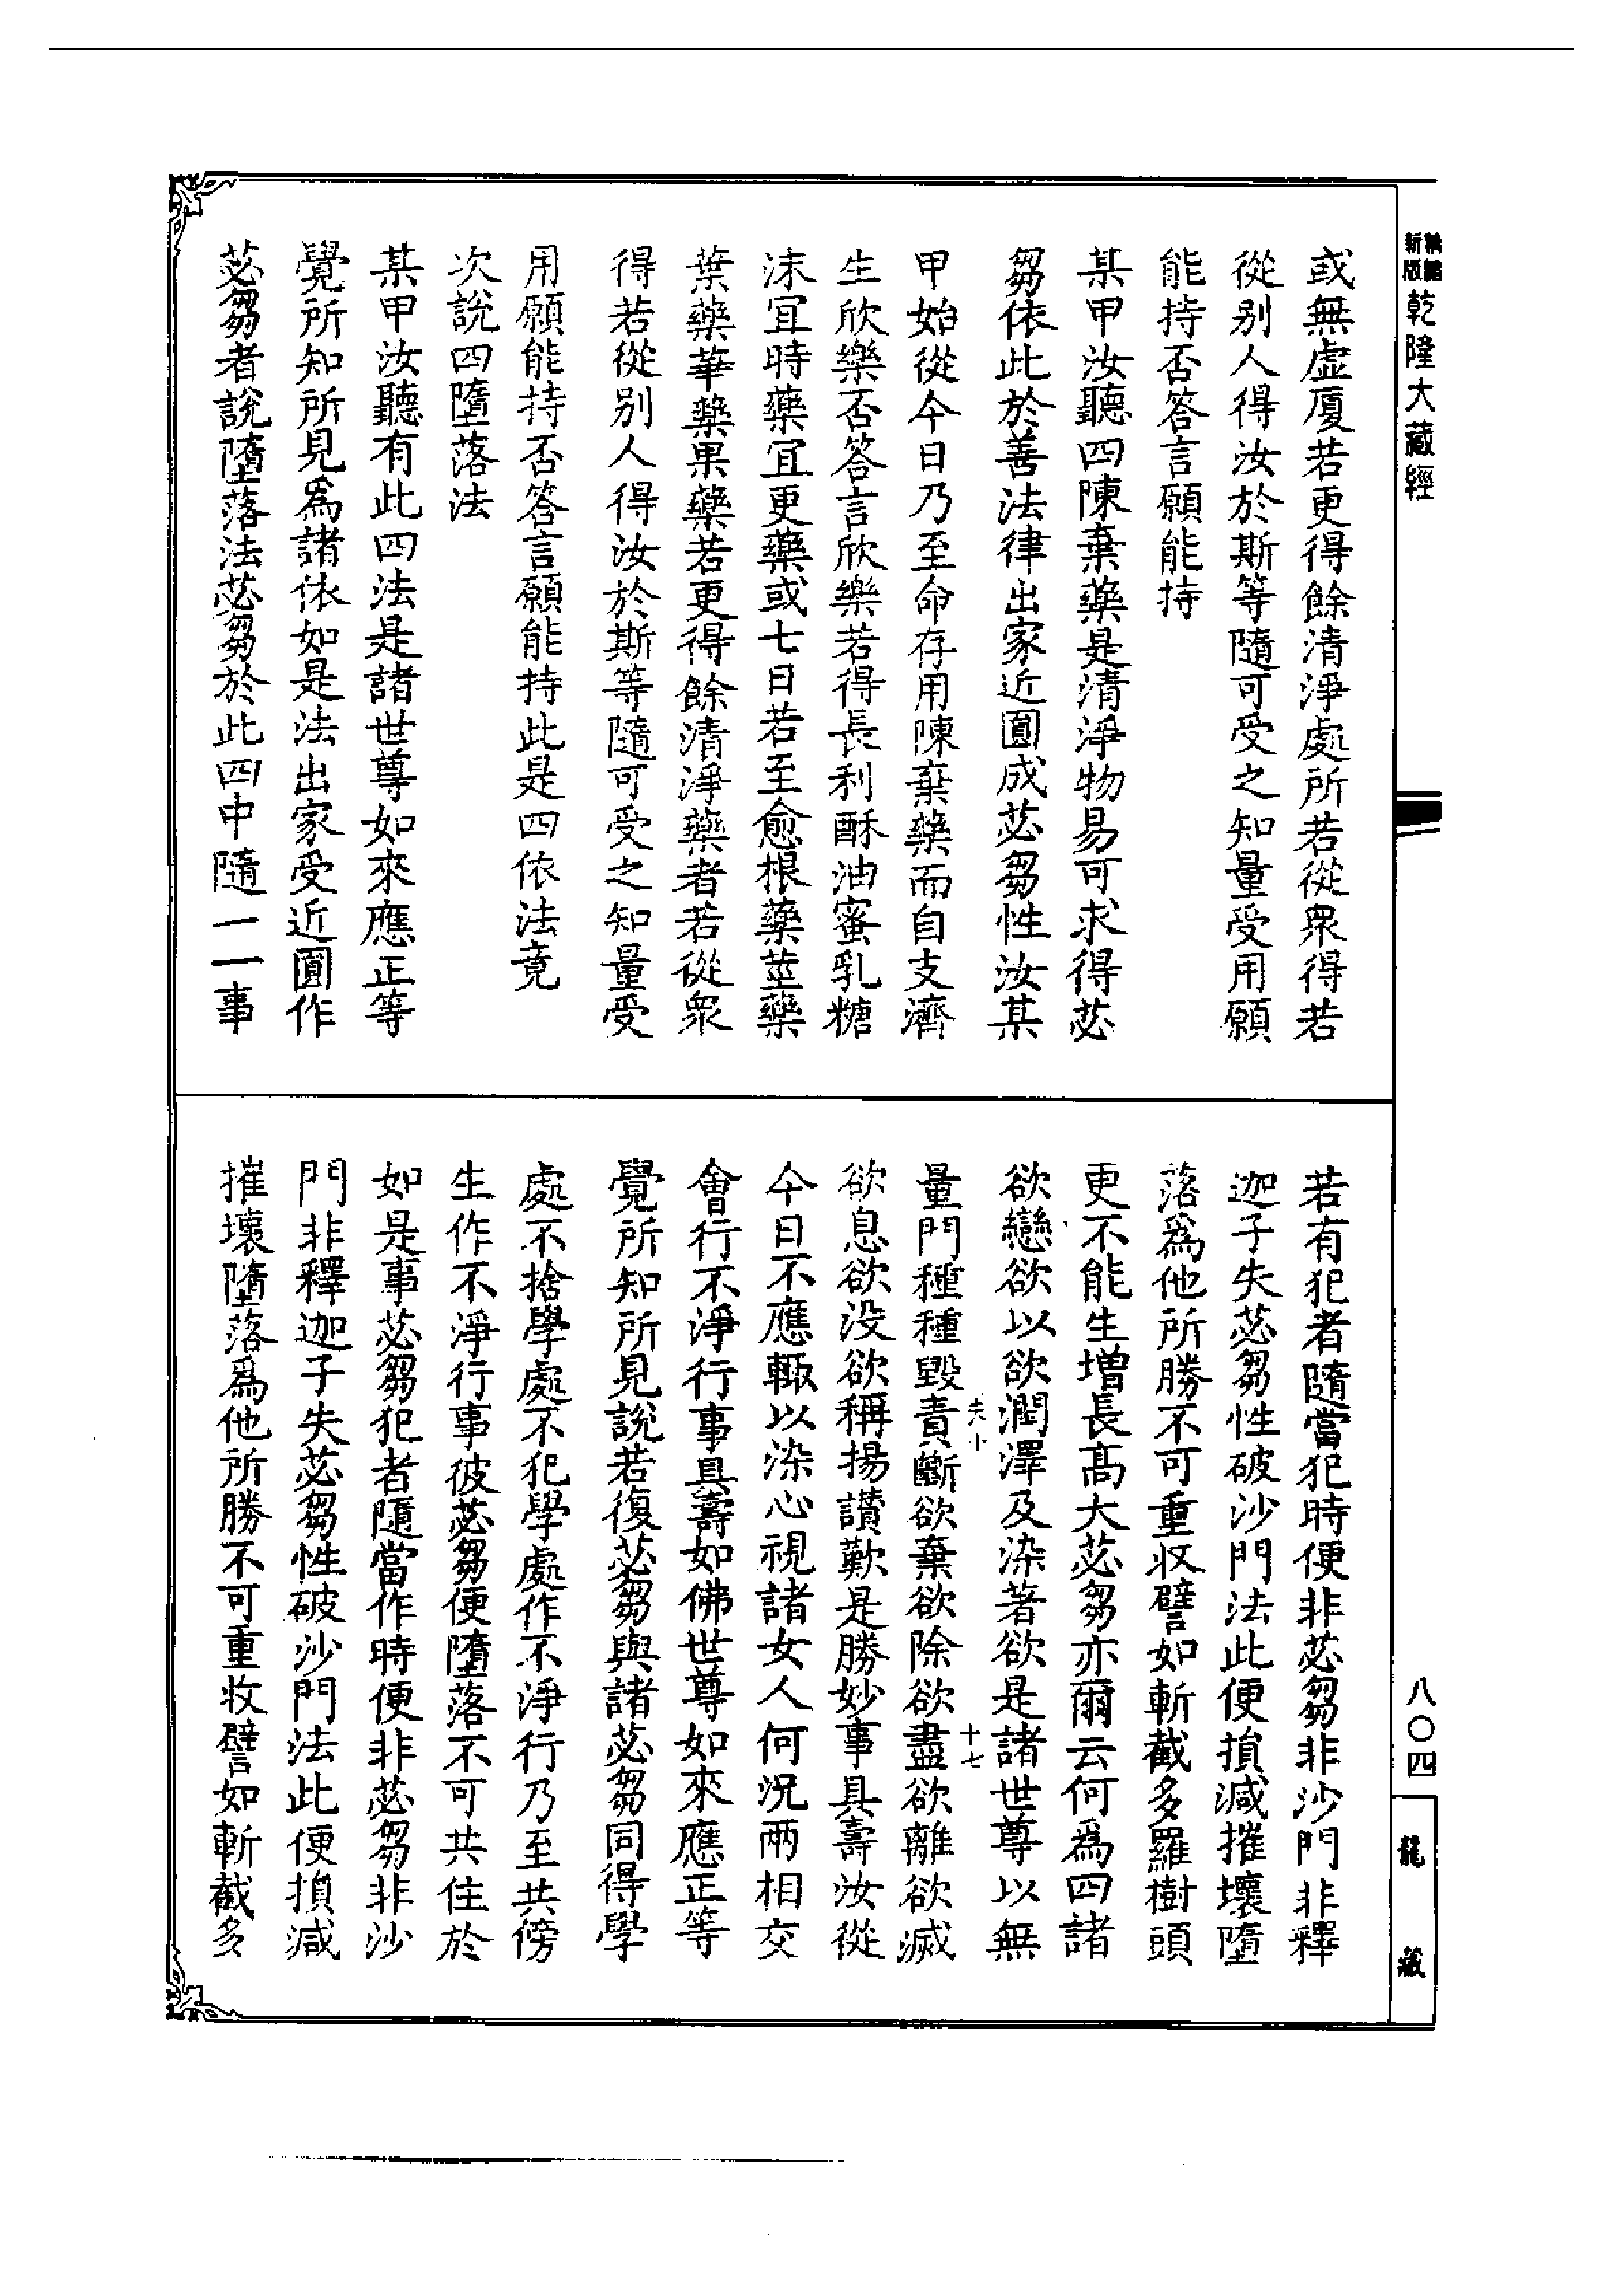 新版
乾隆大藏經
八〇四
龍藏
或無虛厦若更得餘清淨處所若從衆得若
從别人得汝於斯等隨可受之知量受用願
能持否答言願能持
某甲汝聽四陳棄藥是清淨物易可求得苾
芻依此於善法律出家近圓成苾芻性汝某
甲始從今日乃至命存用陳棄藥而自支濟
生欣樂否答言欣樂若得長利酥油蜜乳糖
沫宜時藥宜更藥或七日若至愈根藥莖藥
葉藥華藥果藥若更得餘清淨藥者若從衆
得若從别人得汝於斯等隨可受之知量受
用願能持否答言願能持此是四依法竟
次說四墮落法
某甲汝聽有此四法是諸世尊如來應正等
覺所知所見爲諸依如是法出家受近圓作
苾芻者說墮落法苾芻於此四中隨一一事
若有犯者隨當犯時便非苾芻非沙門非釋
迦子失苾芻性破沙門法此便損減摧壞墮
落爲他所勝不可重收譬如斬截多羅樹頭
更不能生增長高大苾芻亦爾云何爲四諸
欲戀欲以欲潤澤及染著欲是諸世尊以無
量門種種毀責斷欲棄欲除欲盡欲離欲滅
十七
欲息欲没欲稱揚讚歎是勝妙事具壽汝從
今日不應輒以染心視諸女人何況兩相交
會行不淨行事具壽如佛世尊如來應正等
覺所知所見說若復苾芻與諸苾芻同得學
處不捨學處不犯學處作不淨行乃至共傍
生作不淨行事彼苾芻便墮落不可共住於
如是事苾芻犯者隨當作時便非苾芻非沙
門非釋迦子失苾芻性破沙門法此便損減
摧壞墮落爲他所勝不可重收譬如斬截多